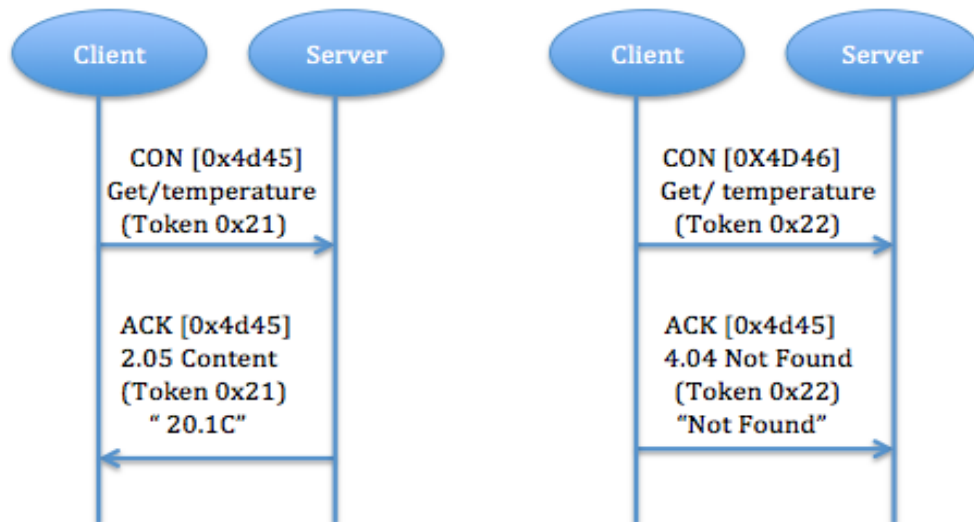 Client
Server
CON [0x4d45]
Get/temperature
(Token 0x21)
ACK [0x4d45]
2.05 Content
(Token 0x21)
“ 20.1C”
Client
Server
CON [0X4D46]
Get/ temperature
(Token 0x22)
ACK [0x4d45]
4.04 Not Found
(Token 0x22)
“Not Found”